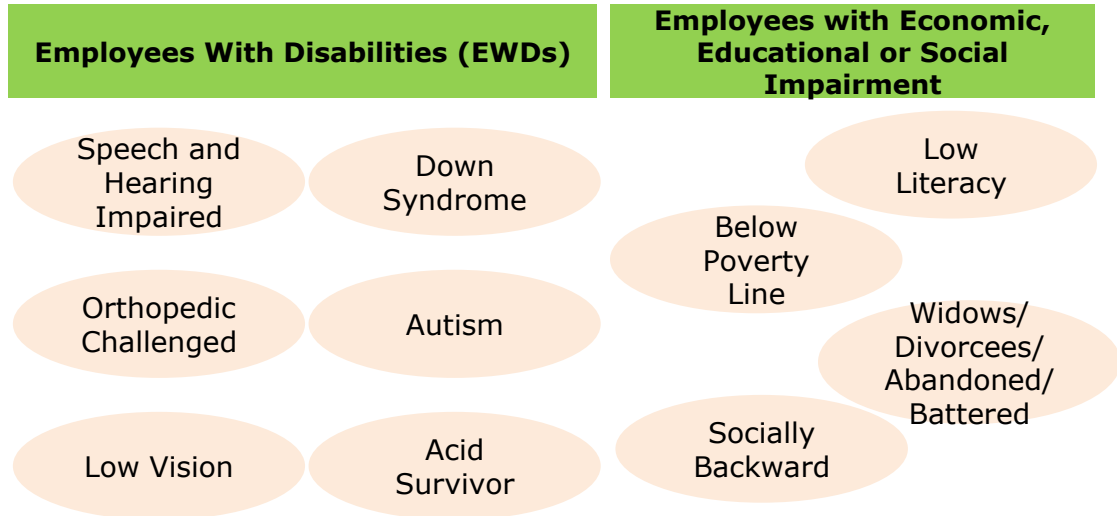 Employees With Disabilities (EWDs)
Employees with Economic,
Educational or Social
Impairment
Speech and
Hearing
Impaired
Down
Syndrome
Low
Literacy
Below
Poverty
Line
Orthopedic
Challenged
Autism
Widows/
Divorcees/
Abandoned/
Battered
Low Vision
Acid
Survivor
Socially
Backward